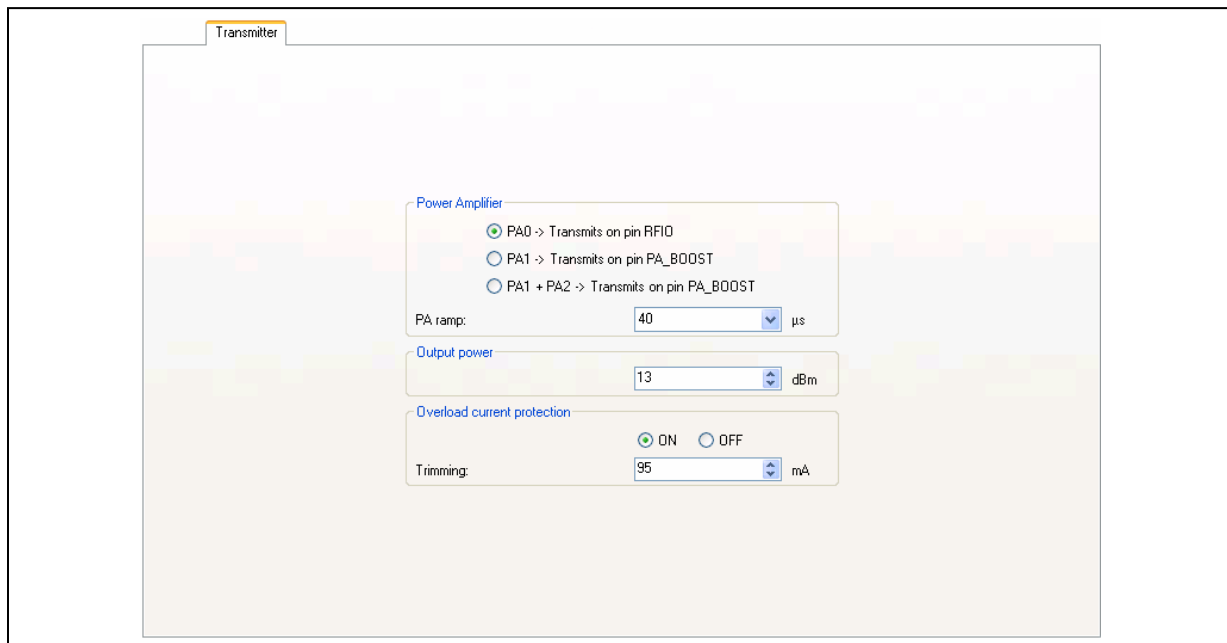 Transmitter
Power Amplifier
PA0 -> Transmits on pin RFIO
PA1 -> Transmits on pin PA_BOOST
PA1 + PA2 -> Transmits on pin PA_BOOST
PA ramp: 40 µs
Output power
13 dBm
Overload current protection
ON OFF
Trimming: 95 mA